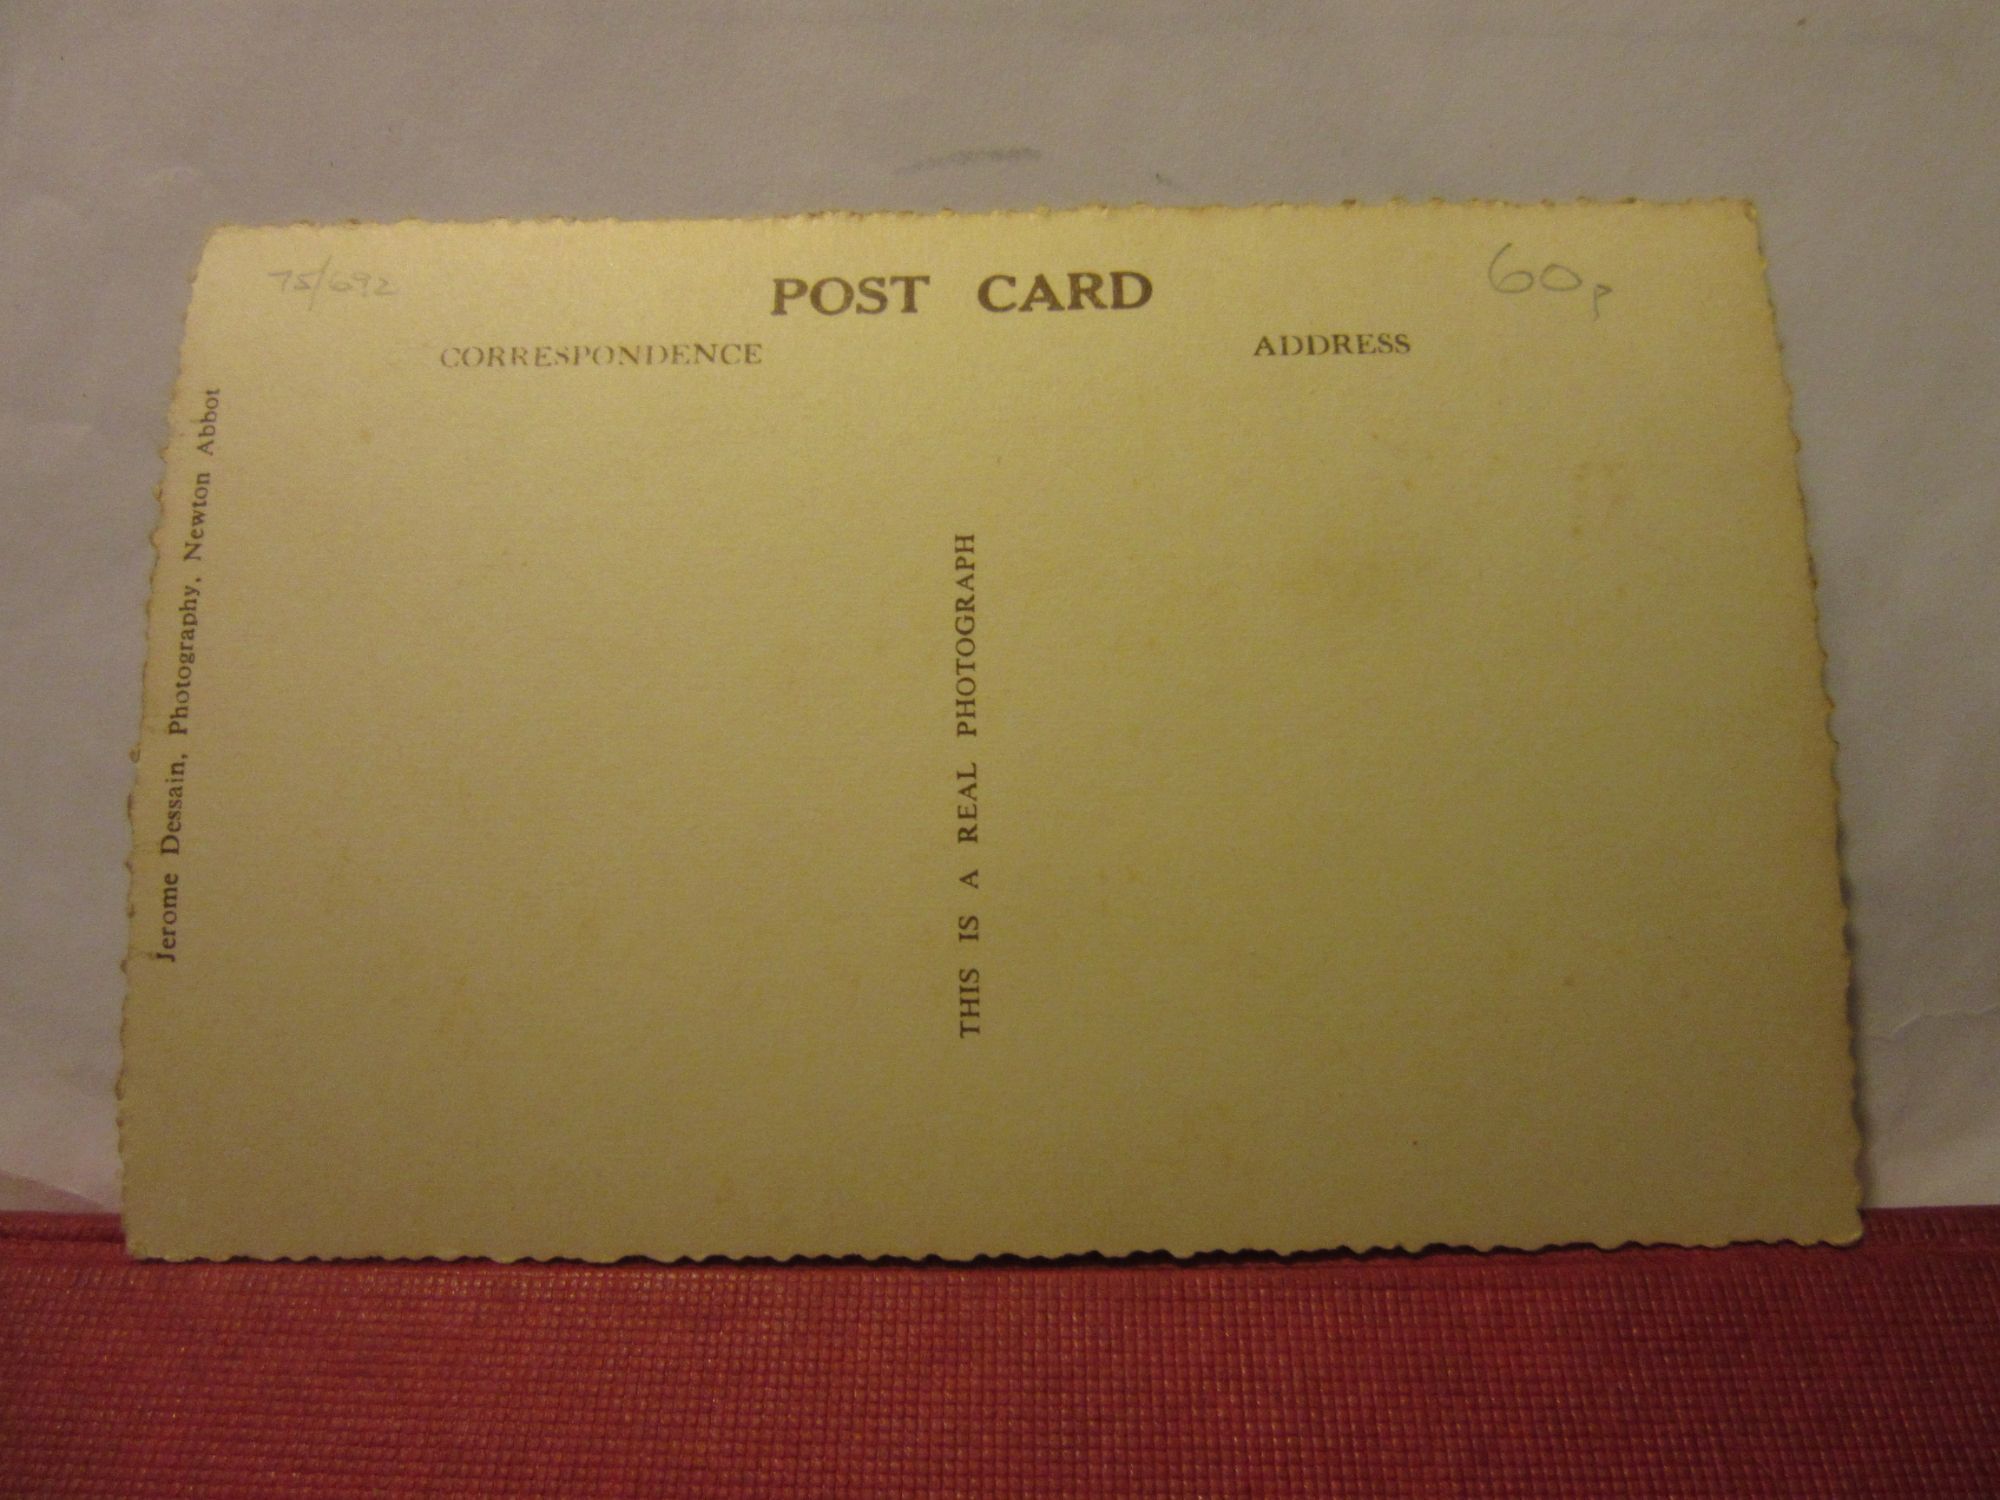 75/692
60p
POST CARD
CORRESPONDENCE
ADDRESS
Jerome Dessain, Photography, Newton Abbot
THIS IS A REAL PHOTOGRAPH